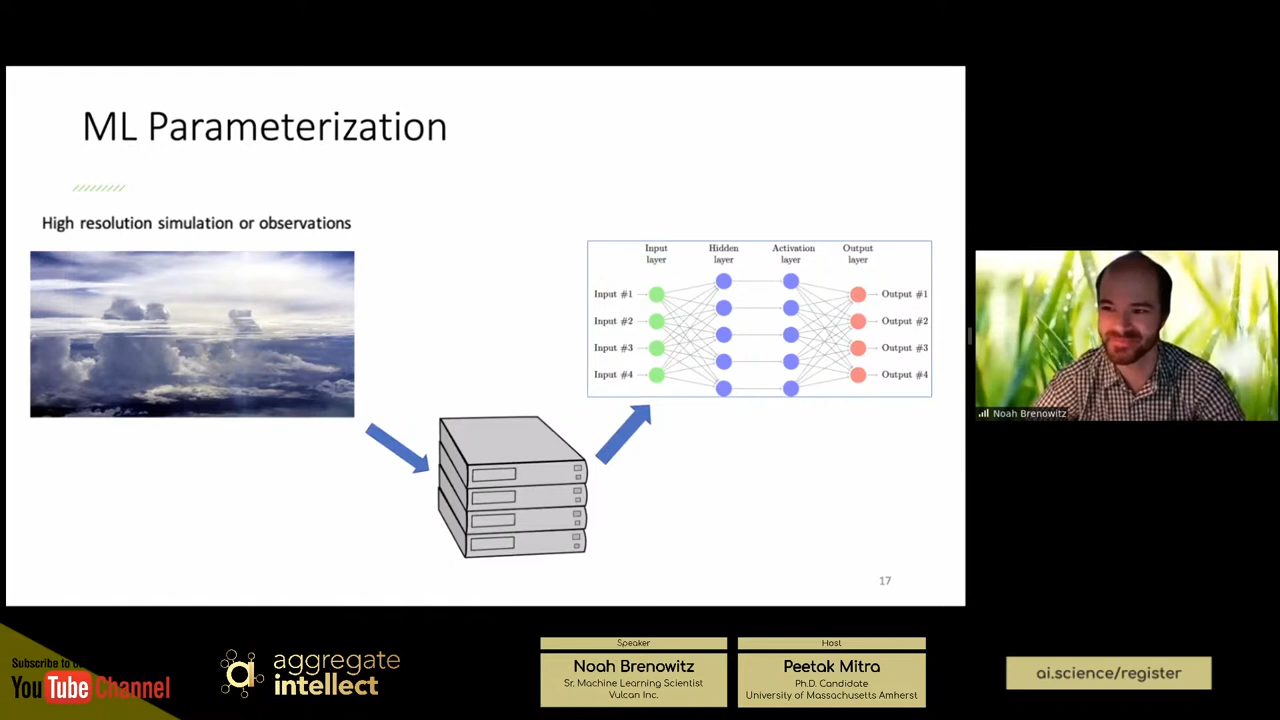 ML Parameterization
High resolution simulation or observations
Input layer
Hidden layer
Activation layer
Output layer
Input #1
Input #2
Input #3
Input #4
Output #1
Output #2
Output #3
Output #4
17
Noah Brenowitz
Subscribe to
YouTube Channel
aggregate
intellect
Speaker
Noah Brenowitz
Sr. Machine Learning Scientist
Vulcan Inc.
Host
Peetak Mitra
Ph.D. Candidate
University of Massachusetts Amherst
ai.science/register